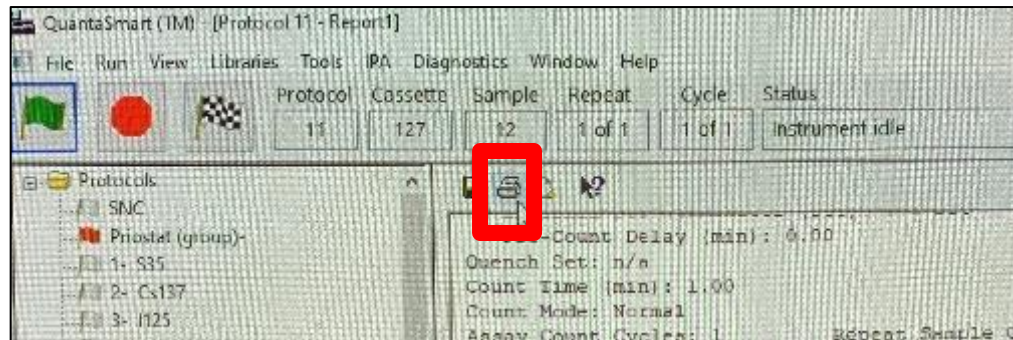 QuantaSmart (TM) - [Protocol 11 - Report1]
File Run View Libraries Tools IPA Diagnostics Window Help
Protocol Cassette Sample Repeat Cycle Status
11 127 12 1 of 1 1 of 1 Instrument idle
Protocols
SNC
Priostat (group)-
1- S35
2- Cs137
3- I125
-Count Delay (min): 0.00
Quench Set: n/a
Count Time (min): 1.00
Count Mode: Normal
Assay Count Cycles: 1 Repeat Sample